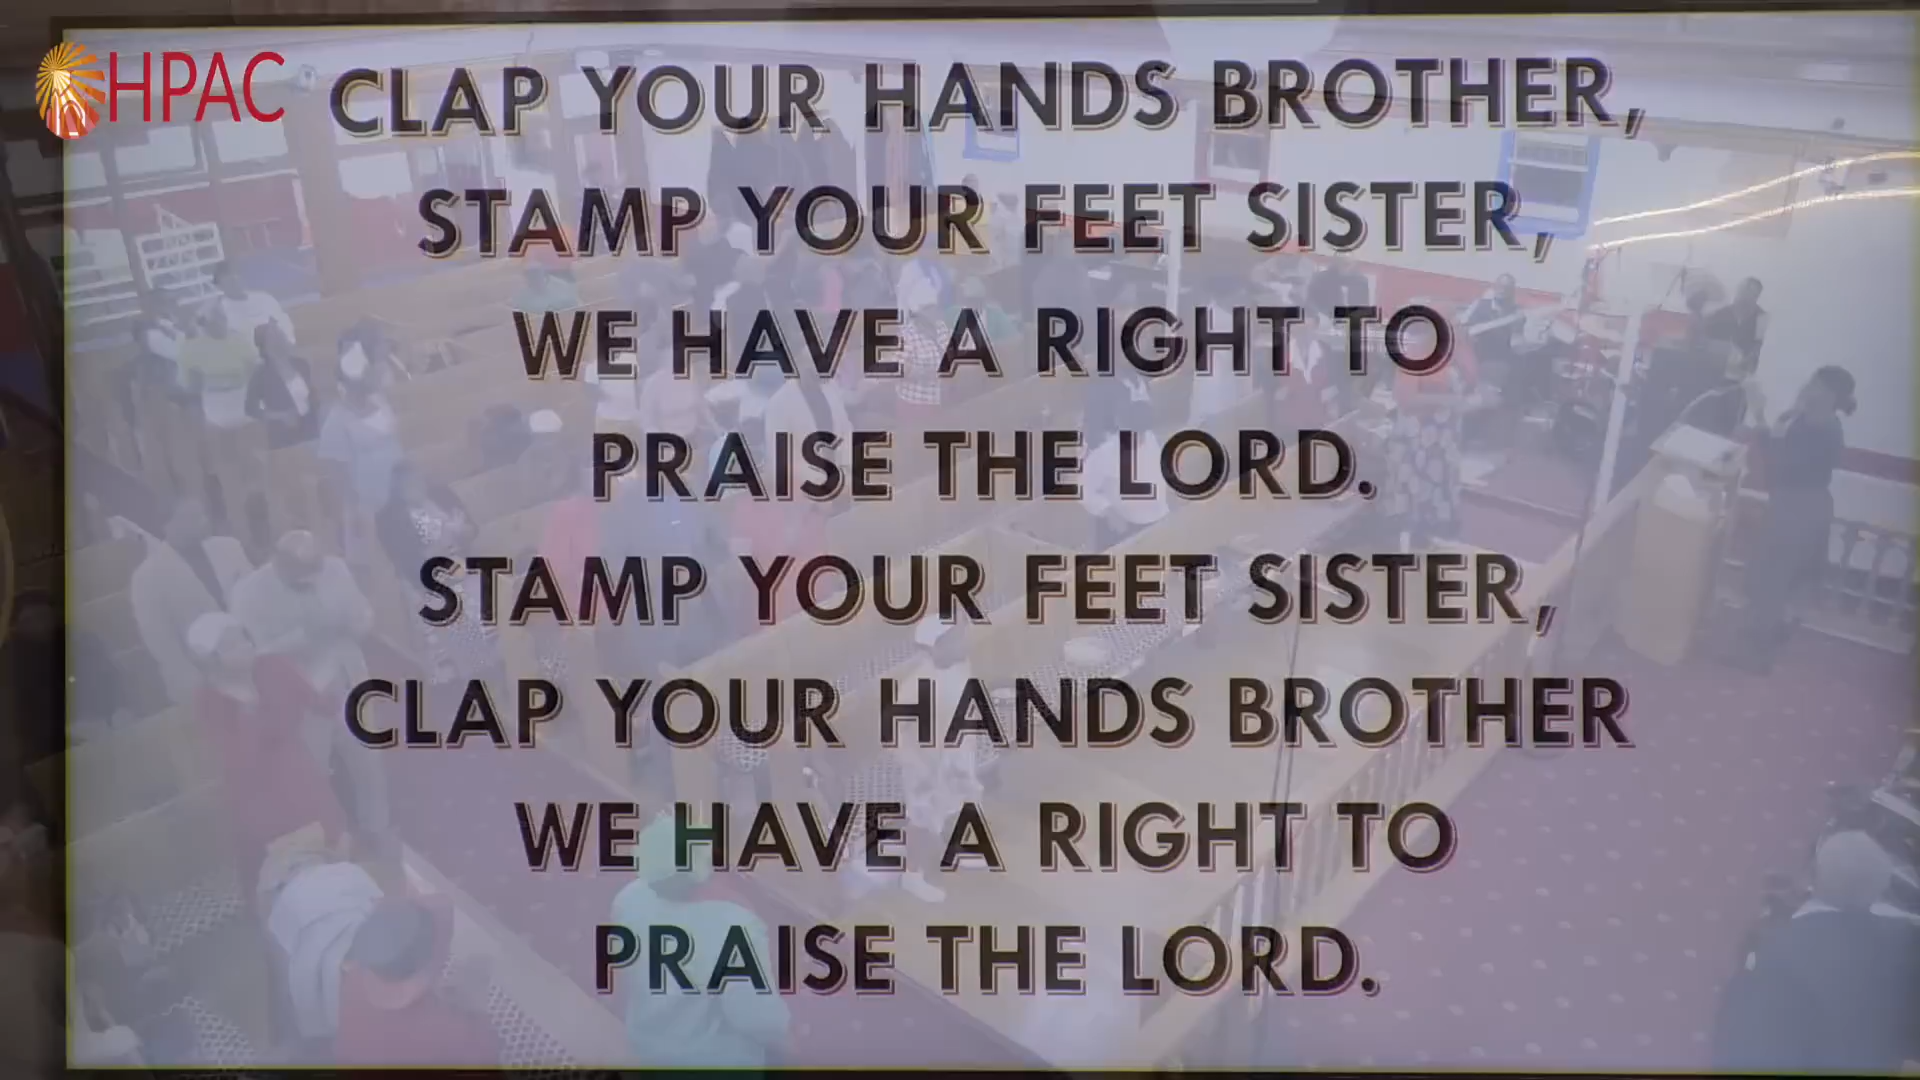 HPAC
CLAP YOUR HANDS BROTHER,
STAMP YOUR FEET SISTER,
WE HAVE A RIGHT TO
PRAISE THE LORD.
STAMP YOUR FEET SISTER,
CLAP YOUR HANDS BROTHER
WE HAVE A RIGHT TO
PRAISE THE LORD.